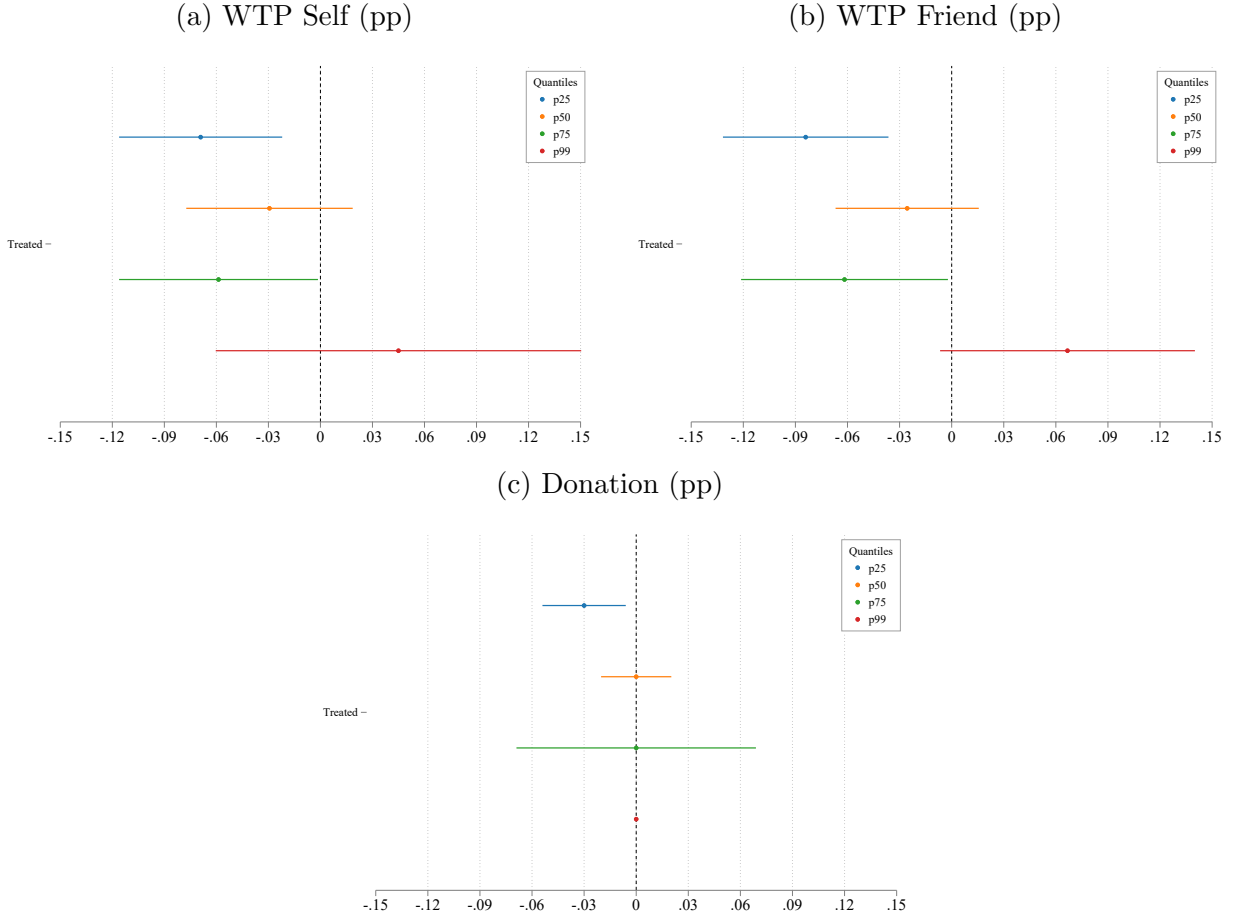 (a) WTP Self (pp)
Quantiles
p25
p50
p75
p99
Treated
-.15 -.12 -.09 -.06 -.03 0 .03 .06 .09 .12 .15
(b) WTP Friend (pp)
Quantiles
p25
p50
p75
p99
Treated
-.15 -.12 -.09 -.06 -.03 0 .03 .06 .09 .12 .15
(c) Donation (pp)
Quantiles
p25
p50
p75
p99
Treated
-.15 -.12 -.09 -.06 -.03 0 .03 .06 .09 .12 .15